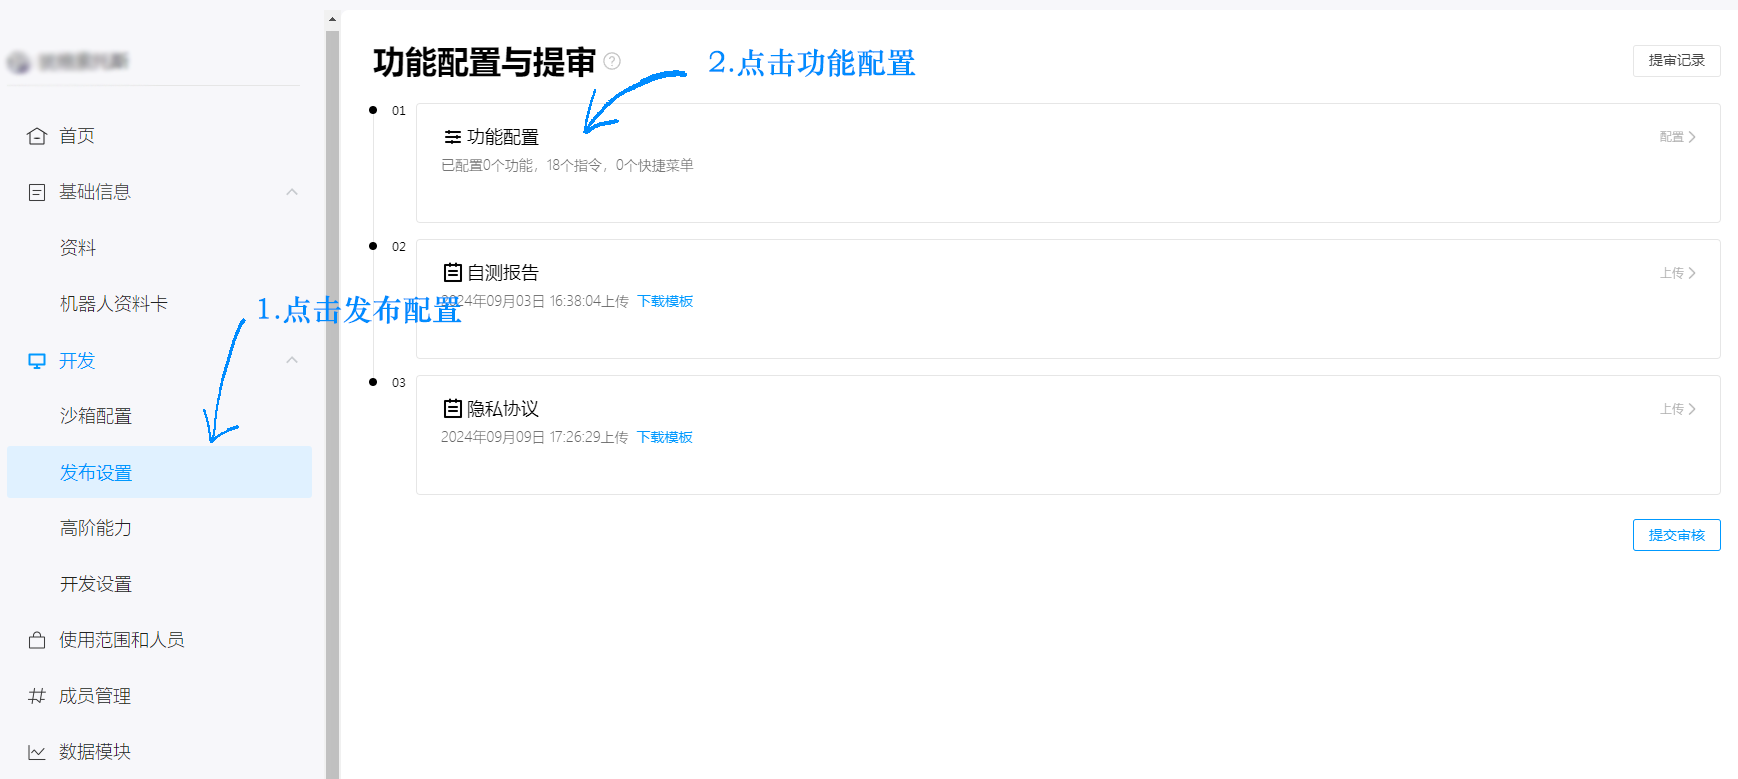 首页
基础信息
资料
机器人资料卡
开发
沙箱配置
发布设置
高阶能力
开发设置
使用范围和人员
成员管理
数据模块
1.点击发布配置
功能配置与提审
?
2.点击功能配置
提审记录
01
功能配置
配置
已配置0个功能，18个指令，0个快捷菜单
02
自测报告
上传
2024年09月03日 16:38:04上传 下载模板
03
隐私协议
上传
2024年09月09日 17:26:29上传 下载模板
提交审核